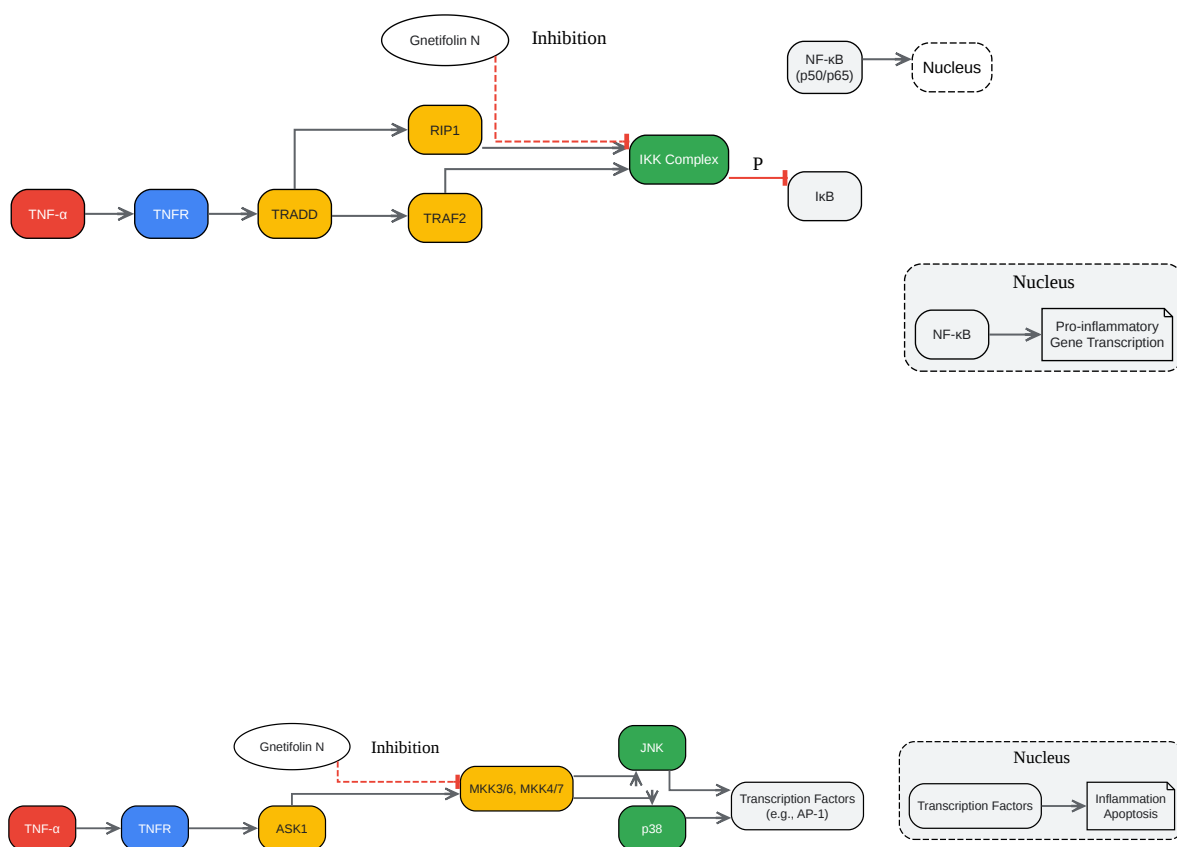 Gnetifolin N
Inhibition
NF-κB
(p50/p65)
Nucleus
RIP1
IKK Complex
P
TNF-α
TNFR
TRADD
TRAF2
IκB
Nucleus
NF-κB
Pro-inflammatory
Gene Transcription
Gnetifolin N
Inhibition
JNK
Nucleus
MKK3/6, MKK4/7
Transcription Factors
(e.g., AP-1)
Transcription Factors
Inflammation
Apoptosis
TNF-α
TNFR
ASK1
p38